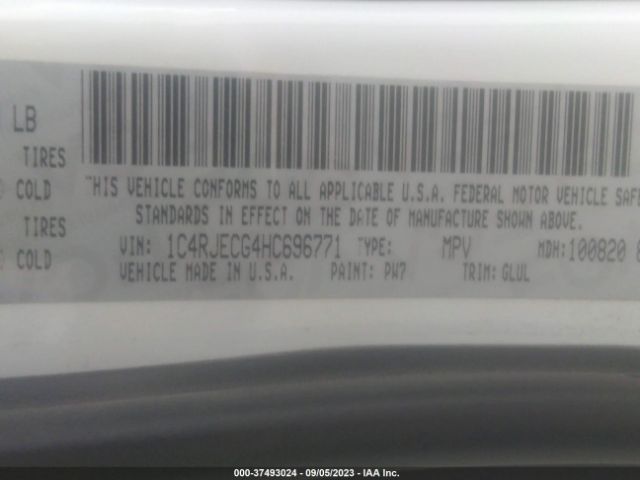 LB
TIRES
COLD
TIRES
COLD
HIS VEHICLE CONFORMS TO ALL APPLICABLE U.S.A. FEDERAL MOTOR VEHICLE SAFE
STANDARDS IN EFFECT ON THE DATE OF MANUFACTURE SHOWN ABOVE.
VIN: 1C4RJECG4HC696771 TYPE: MPV MDH:100820
VEHICLE MADE IN U.S.A. PAINT: PW7 TRIM: GLUL
000-37493024 - 09/05/2023 - IAA Inc.